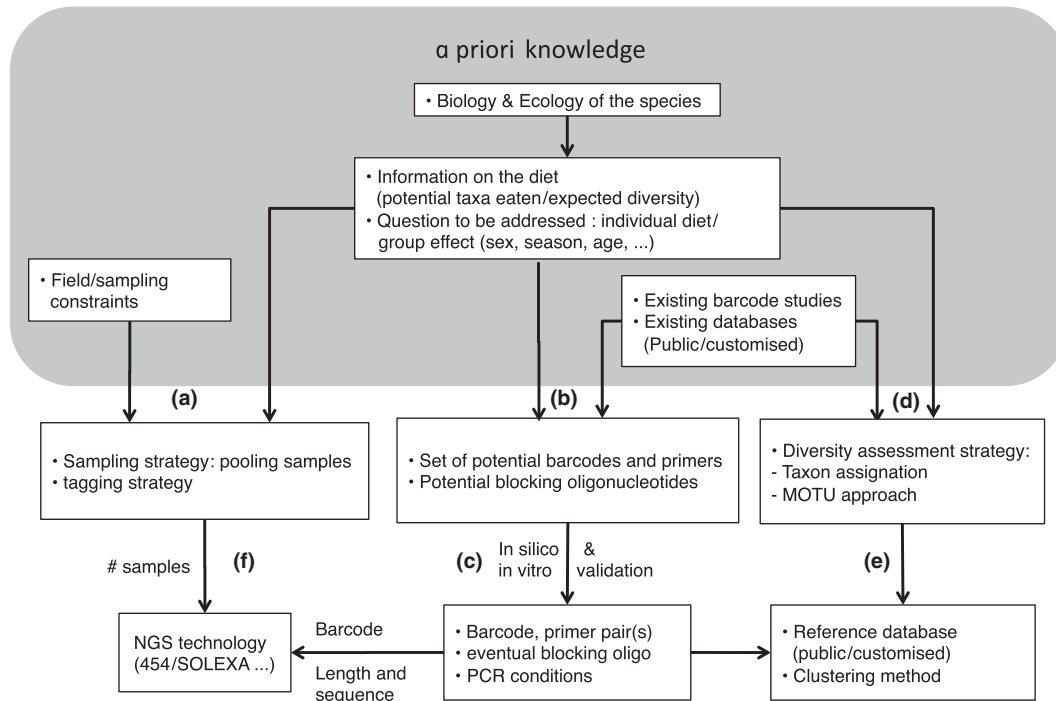 a priori knowledge
• Biology & Ecology of the species
• Information on the diet
(potential taxa eaten/expected diversity)
• Question to be addressed : individual diet/
group effect (sex, season, age, ...)
• Field/sampling
constraints
• Existing barcode studies
• Existing databases
(Public/customised)
(a)
(b)
(d)
• Sampling strategy: pooling samples
• tagging strategy
• Set of potential barcodes and primers
• Potential blocking oligonucleotides
• Diversity assessment strategy:
- Taxon assignation
- MOTU approach
# samples
(f)
(c)
In silico &
in vitro validation
(e)
NGS technology
(454/SOLEXA ...)
Barcode
Length and
sequence
• Barcode, primer pair(s)
• eventual blocking oligo
• PCR conditions
• Reference database
(public/customised)
• Clustering method